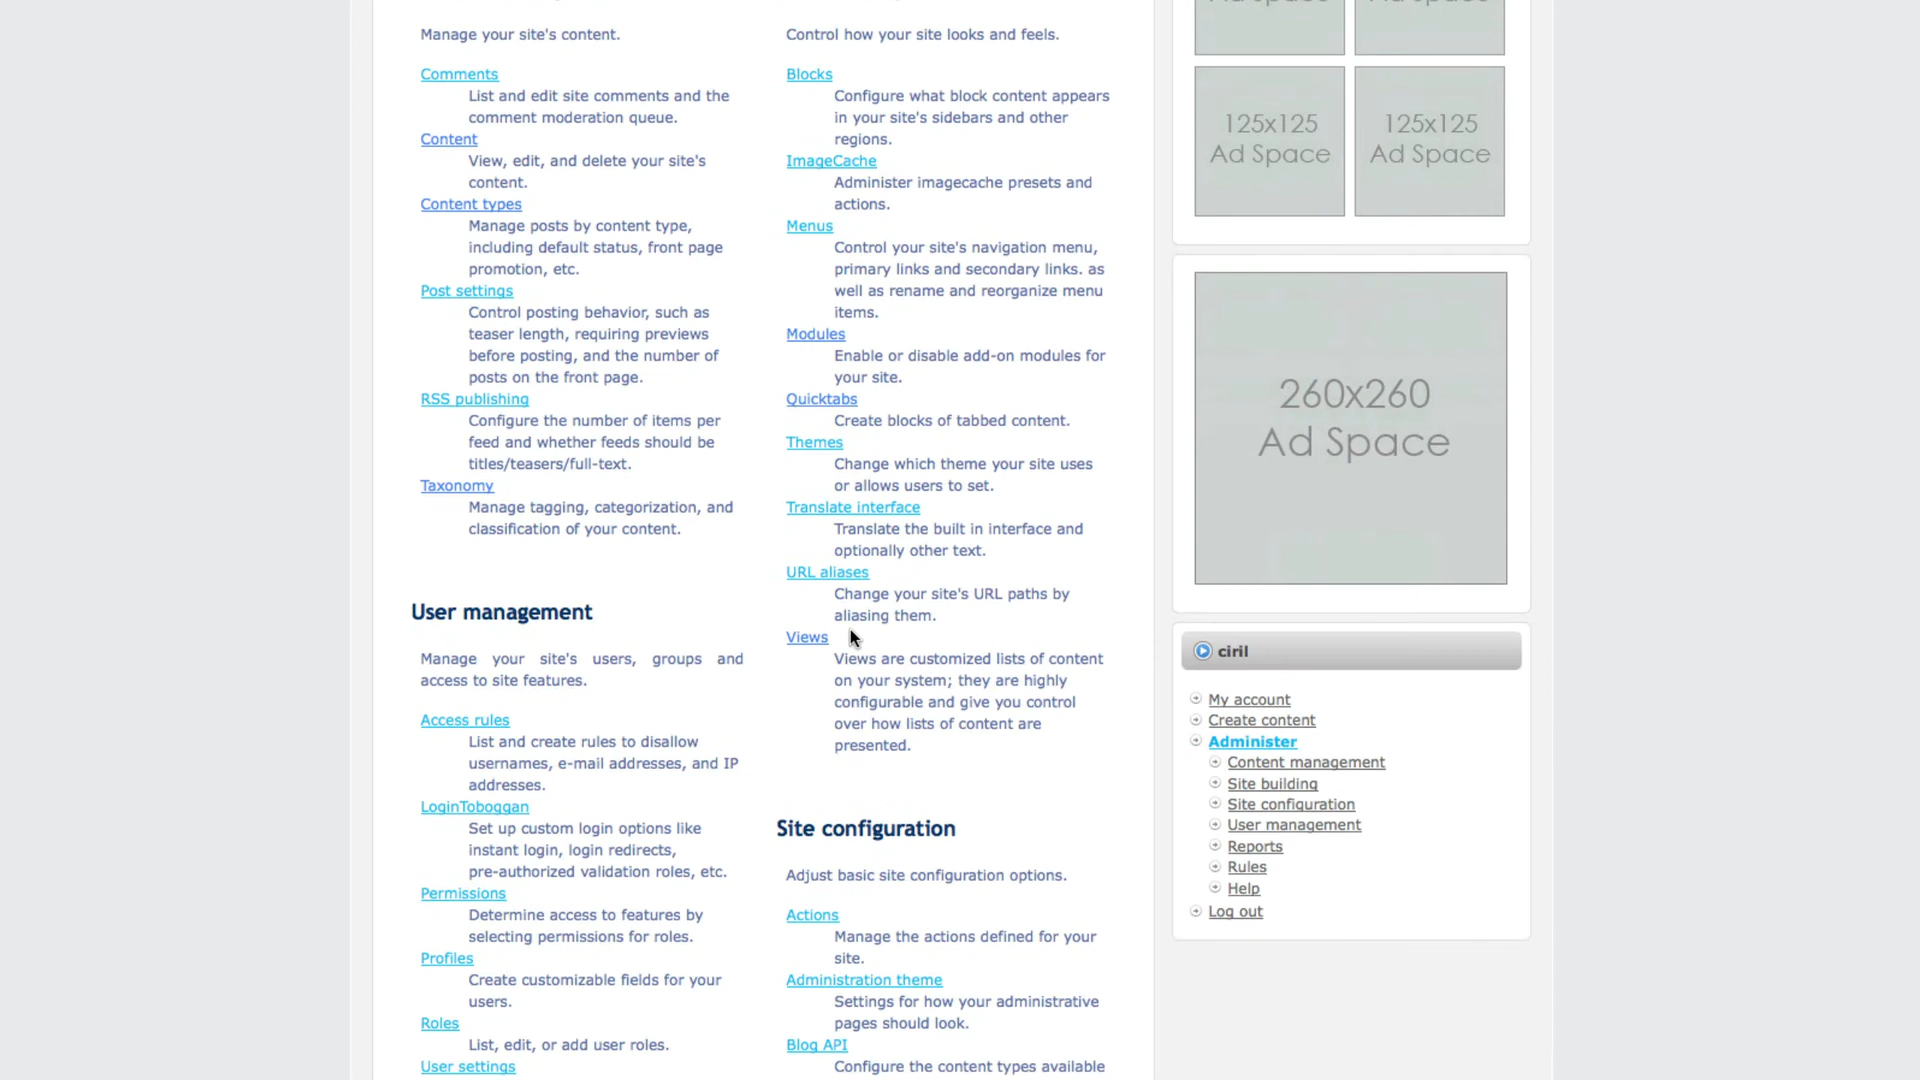 Manage your site's content.
Comments
List and edit site comments and the
comment moderation queue.
Content
View, edit, and delete your site's
content.
Content types
Manage posts by content type,
including default status, front page
promotion, etc.
Post settings
Control posting behavior, such as
teaser length, requiring previews
before posting, and the number of
posts on the front page.
RSS publishing
Configure the number of items per
feed and whether feeds should be
titles/teasers/full-text.
Taxonomy
Manage tagging, categorization, and
classification of your content.
User management
Manage your site's users, groups and
access to site features.
Access rules
List and create rules to disallow
usernames, e-mail addresses, and IP
addresses.
LoginToboggan
Set up custom login options like
instant login, login redirects,
pre-authorized validation roles, etc.
Permissions
Determine access to features by
selecting permissions for roles.
Profiles
Create customizable fields for your
users.
Roles
List, edit, or add user roles.
User settings
Control how your site looks and feels.
Blocks
Configure what block content appears
in your site's sidebars and other
regions.
ImageCache
Administer imagecache presets and
actions.
Menus
Control your site's navigation menu,
primary links and secondary links. as
well as rename and reorganize menu
items.
Modules
Enable or disable add-on modules for
your site.
Quicktabs
Create blocks of tabbed content.
Themes
Change which theme your site uses
or allows users to set.
Translate interface
Translate the built in interface and
optionally other text.
URL aliases
Change your site's URL paths by
aliasing them.
Views
Views are customized lists of content
on your system; they are highly
configurable and give you control
over how lists of content are
presented.
Site configuration
Adjust basic site configuration options.
Actions
Manage the actions defined for your
site.
Administration theme
Settings for how your administrative
pages should look.
Blog API
Configure the content types available
Ad Space
Ad Space
125x125
Ad Space
125x125
Ad Space
260x260
Ad Space
ciril
My account
Create content
Administer
Content management
Site building
Site configuration
User management
Reports
Rules
Help
Log out